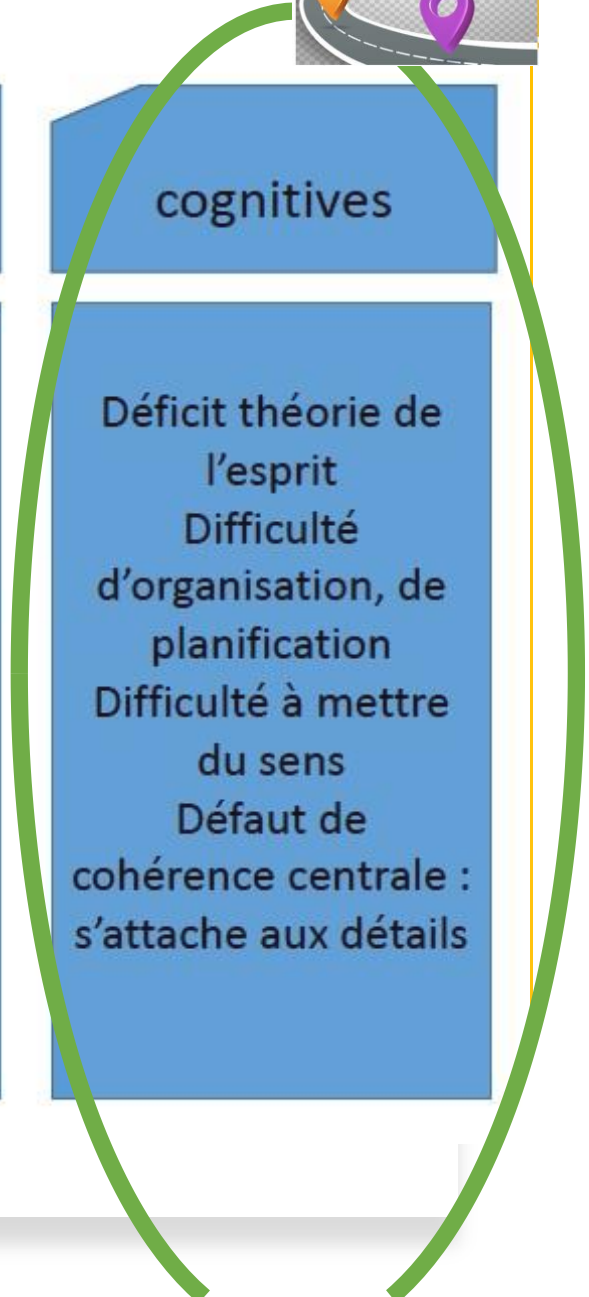 cognitives
Déficit théorie de
l’esprit
Difficulté
d’organisation, de
planification
Difficulté à mettre
du sens
Défaut de
cohérence centrale :
s’attache aux détails